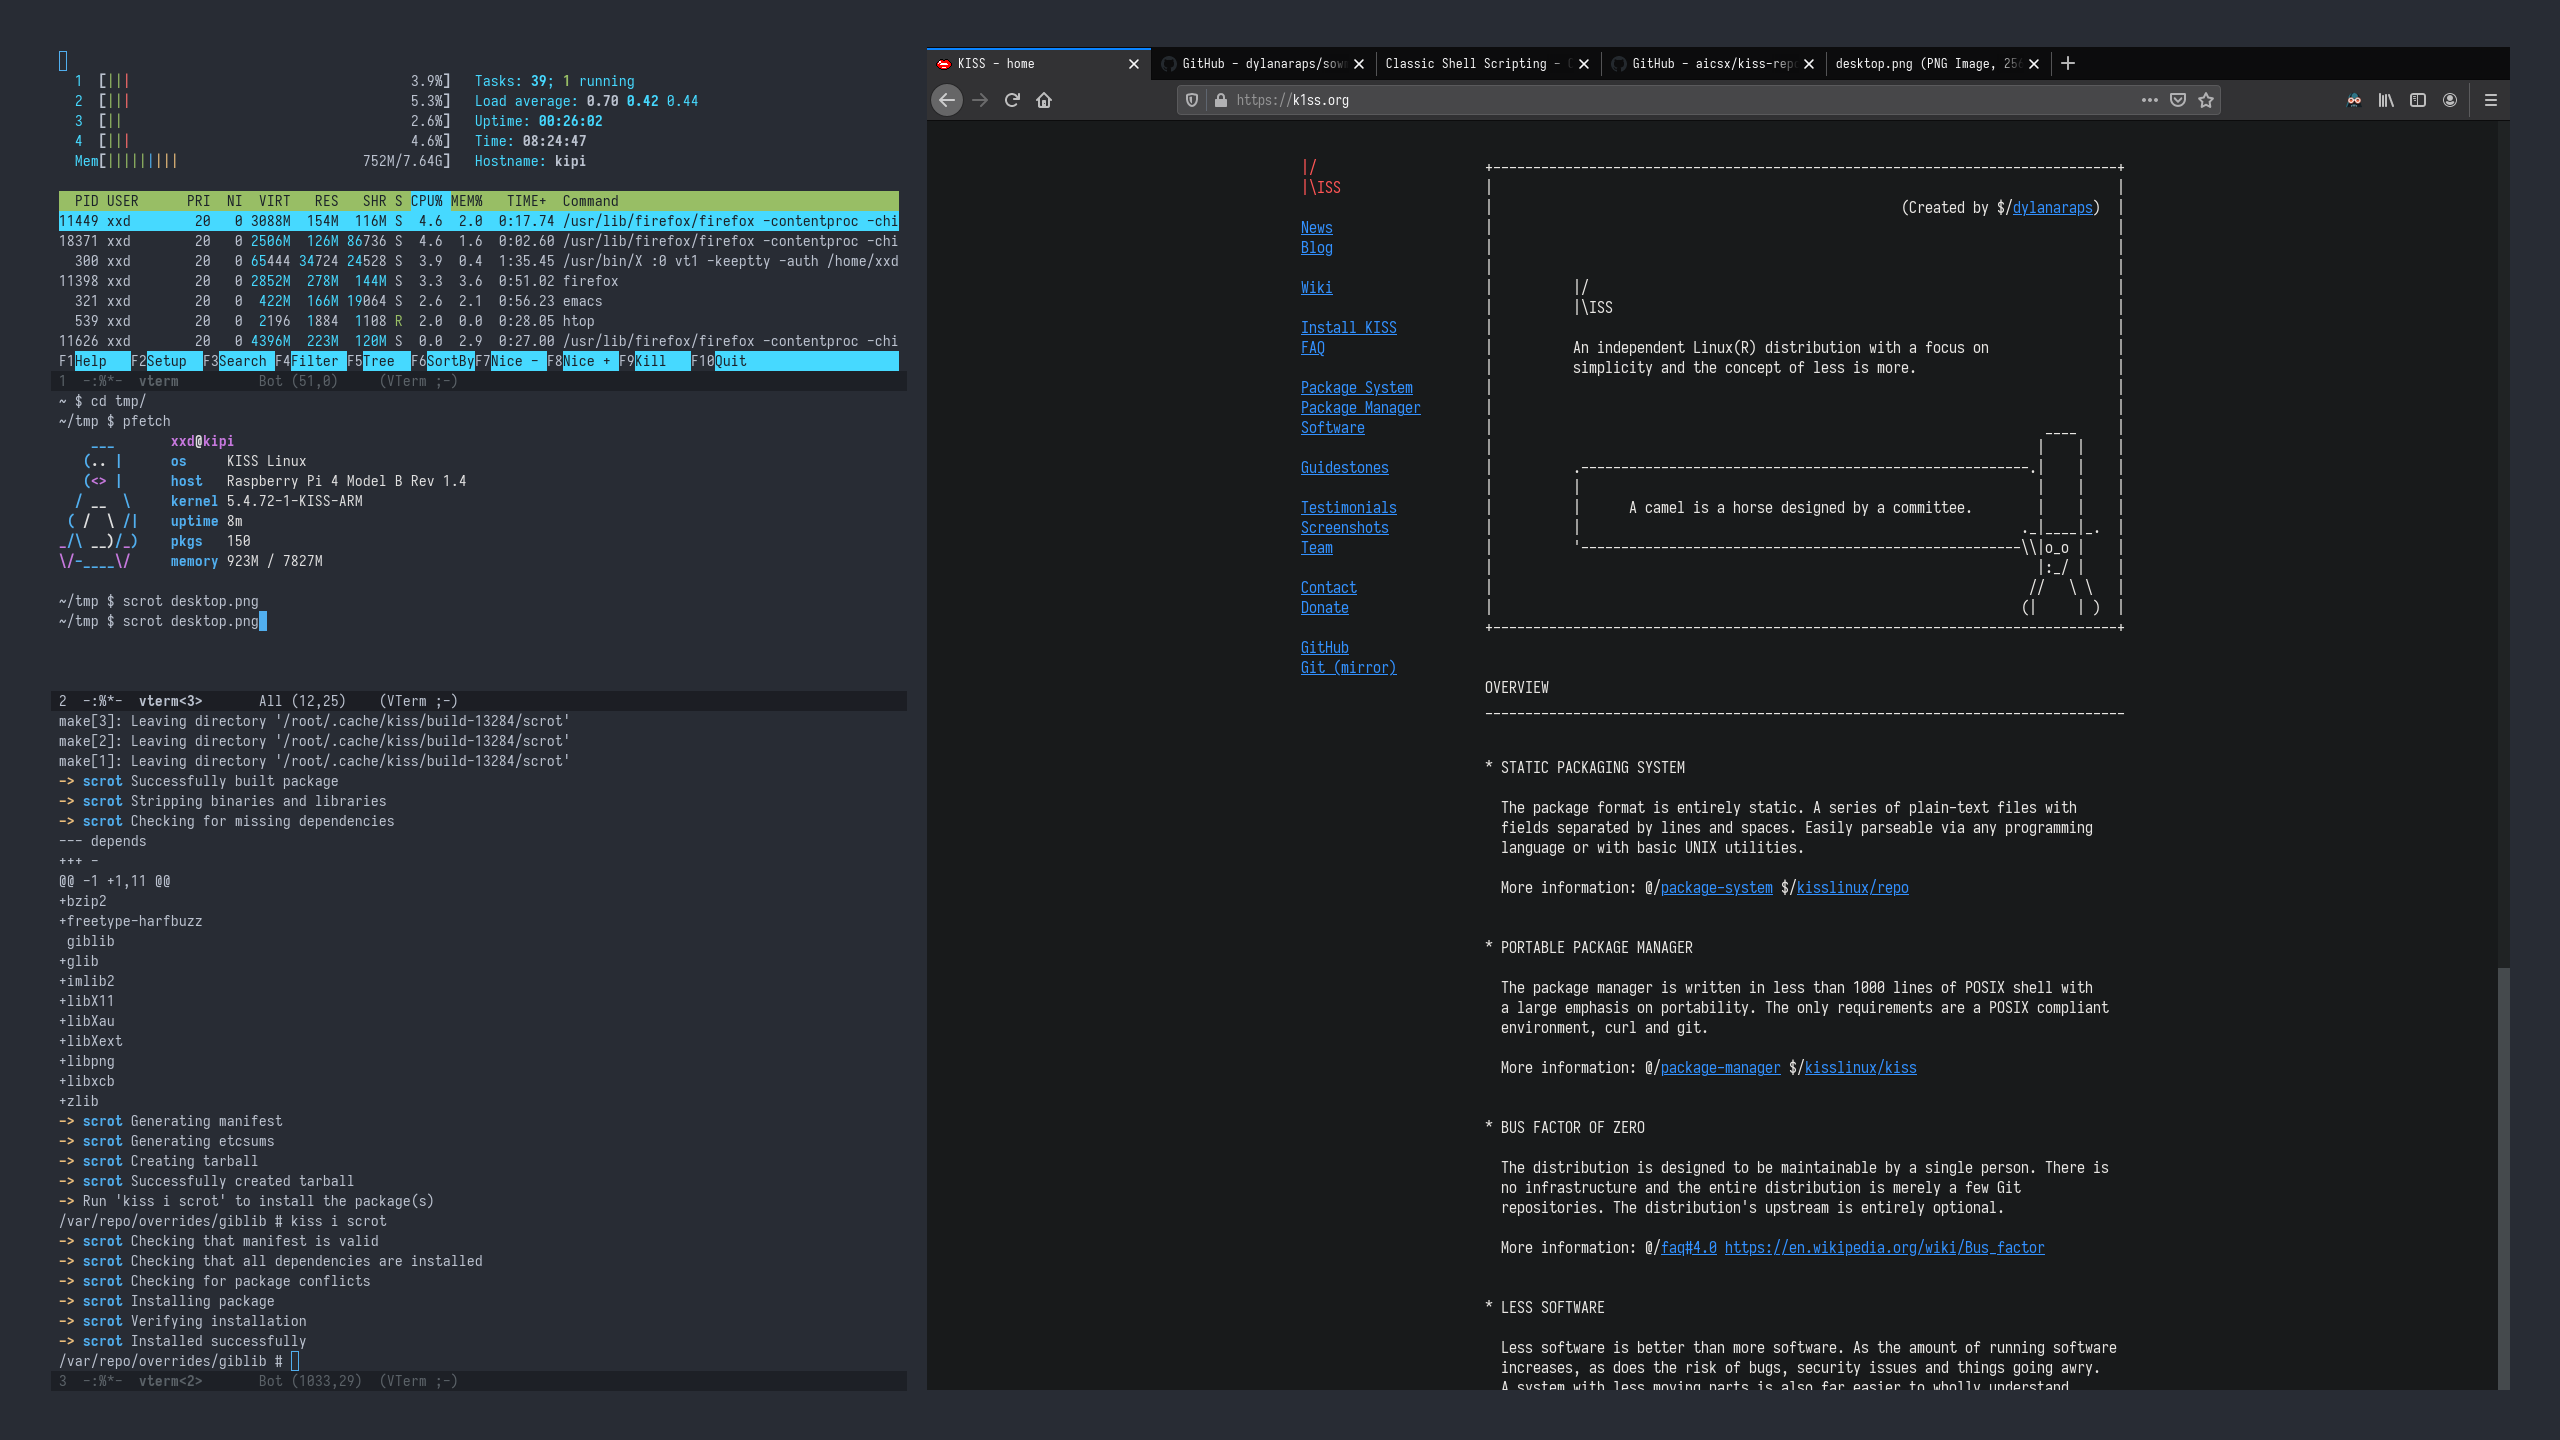 1 [||| 3.9%] Tasks: 39; 1 running
2 [||| 5.3%] Load average: 0.70 0.42 0.44
3 [|| 2.6%] Uptime: 00:26:02
4 [||| 4.6%] Time: 08:24:47
Mem[||||||||| 752M/7.64G] Hostname: kipi
PID USER PRI NI VIRT RES SHR S CPU% MEM% TIME+ Command
11449 xxd 20 0 3088M 154M 116M S 4.6 2.0 0:17.74 /usr/lib/firefox/firefox -contentproc -chi
18371 xxd 20 0 2506M 126M 86736 S 4.6 1.6 0:02.60 /usr/lib/firefox/firefox -contentproc -chi
300 xxd 20 0 65444 34724 24528 S 3.9 0.4 1:35.45 /usr/bin/X :0 vt1 -keeptty -auth /home/xxd
11398 xxd 20 0 2852M 278M 144M S 3.3 3.6 0:51.02 firefox
321 xxd 20 0 422M 166M 19064 S 2.6 2.1 0:56.23 emacs
539 xxd 20 0 2196 1884 1108 R 2.0 0.0 0:28.05 htop
11626 xxd 20 0 4396M 223M 120M S 0.0 2.9 0:27.00 /usr/lib/firefox/firefox -contentproc -chi
F1Help F2Setup F3Search F4Filter F5Tree F6SortByF7Nice - F8Nice + F9Kill F10Quit
1 -:%*- vterm Bot (51,0) (VTerm ;-)
~ $ cd tmp/
~/tmp $ pfetch
___ xxd@kipi
(.. | os KISS Linux
(<> | host Raspberry Pi 4 Model B Rev 1.4
/ __ \ kernel 5.4.72-1-KISS-ARM
( / \ /| uptime 8m
_/\ __)/_) pkgs 150
\/-____\/ memory 923M / 7827M
~/tmp $ scrot desktop.png
~/tmp $ scrot desktop.png
2 -:%*- vterm<3> All (12,25) (VTerm ;-)
make[3]: Leaving directory '/root/.cache/kiss/build-13284/scrot'
make[2]: Leaving directory '/root/.cache/kiss/build-13284/scrot'
make[1]: Leaving directory '/root/.cache/kiss/build-13284/scrot'
-> scrot Successfully built package
-> scrot Stripping binaries and libraries
-> scrot Checking for missing dependencies
--- depends
+++ -
@@ -1 +1,11 @@
+bzip2
+freetype-harfbuzz
giblib
+glib
+imlib2
+libX11
+libXau
+libXext
+libpng
+libxcb
+zlib
-> scrot Generating manifest
-> scrot Generating etcsums
-> scrot Creating tarball
-> scrot Successfully created tarball
-> Run 'kiss i scrot' to install the package(s)
/var/repo/overrides/giblib # kiss i scrot
-> scrot Checking that manifest is valid
-> scrot Checking that all dependencies are installed
-> scrot Checking for package conflicts
-> scrot Installing package
-> scrot Verifying installation
-> scrot Installed successfully
/var/repo/overrides/giblib #
3 -:%*- vterm<2> Bot (1033,29) (VTerm ;-)
KISS - home
GitHub - dylanaraps/sow
Classic Shell Scripting -
GitHub - aicsx/kiss-rep
desktop.png (PNG Image, 256
https://k1ss.org
|/
|\ISS
News
Blog
Wiki
Install KISS
FAQ
Package System
Package Manager
Software
Guidestones
Testimonials
Screenshots
Team
Contact
Donate
GitHub
Git (mirror)
(Created by $/dylanaraps)
|/
|\ISS
An independent Linux(R) distribution with a focus on
simplicity and the concept of less is more.
A camel is a horse designed by a committee.
OVERVIEW
* STATIC PACKAGING SYSTEM
The package format is entirely static. A series of plain-text files with
fields separated by lines and spaces. Easily parseable via any programming
language or with basic UNIX utilities.
More information: @/package-system $/kisslinux/repo
* PORTABLE PACKAGE MANAGER
The package manager is written in less than 1000 lines of POSIX shell with
a large emphasis on portability. The only requirements are a POSIX compliant
environment, curl and git.
More information: @/package-manager $/kisslinux/kiss
* BUS FACTOR OF ZERO
The distribution is designed to be maintainable by a single person. There is
no infrastructure and the entire distribution is merely a few Git
repositories. The distribution's upstream is entirely optional.
More information: @/faq#4.0 https://en.wikipedia.org/wiki/Bus_factor
* LESS SOFTWARE
Less software is better than more software. As the amount of running software
increases, as does the risk of bugs, security issues and things going awry.
A system with less moving parts is also far easier to wholly understand.